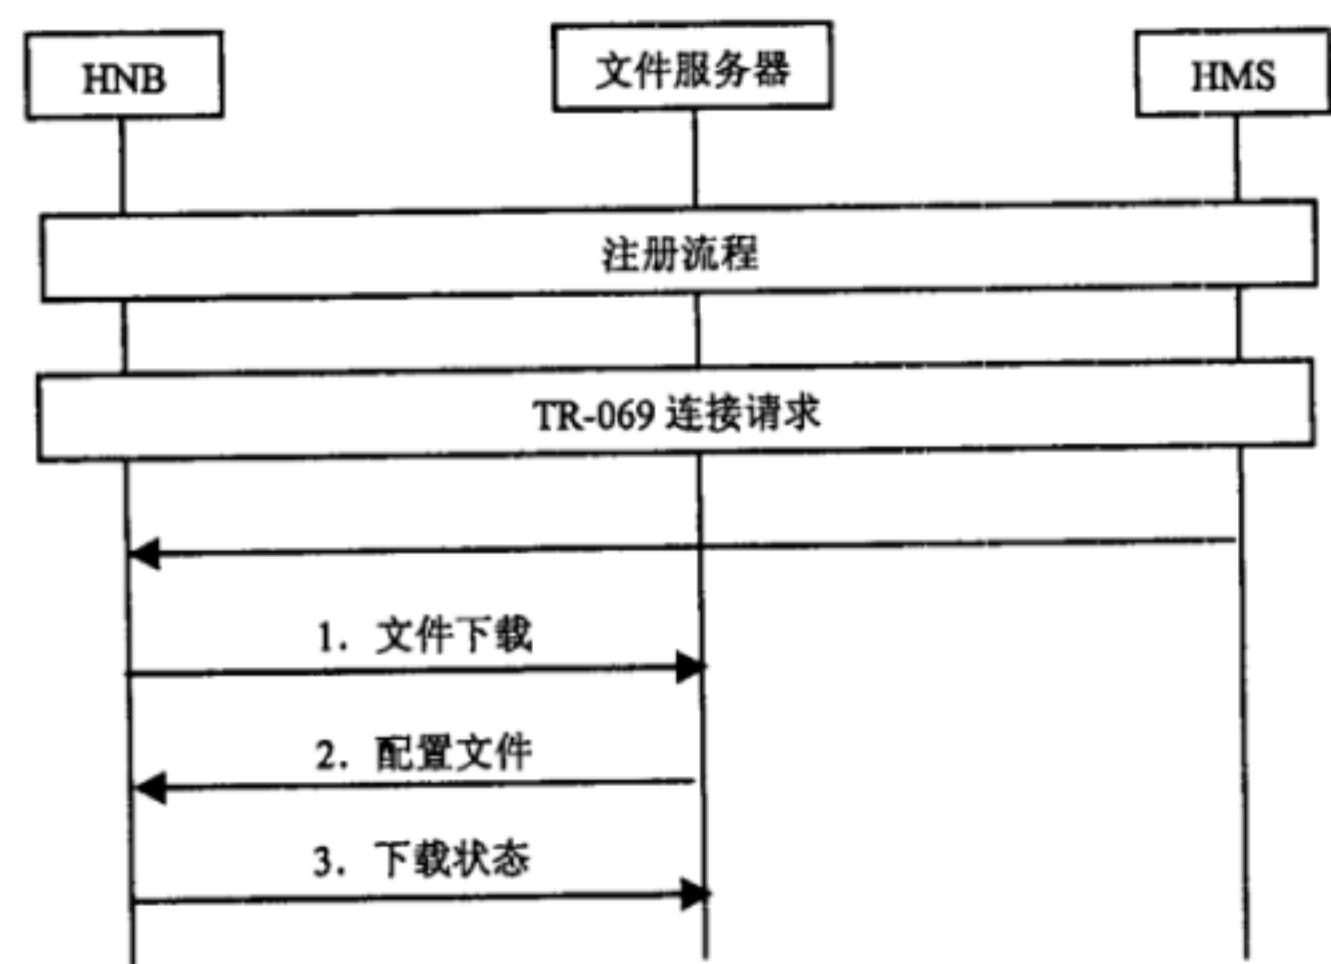 HNB
文件服务器
HMS
注册流程
TR-069 连接请求
1. 文件下载
2. 配置文件
3. 下载状态